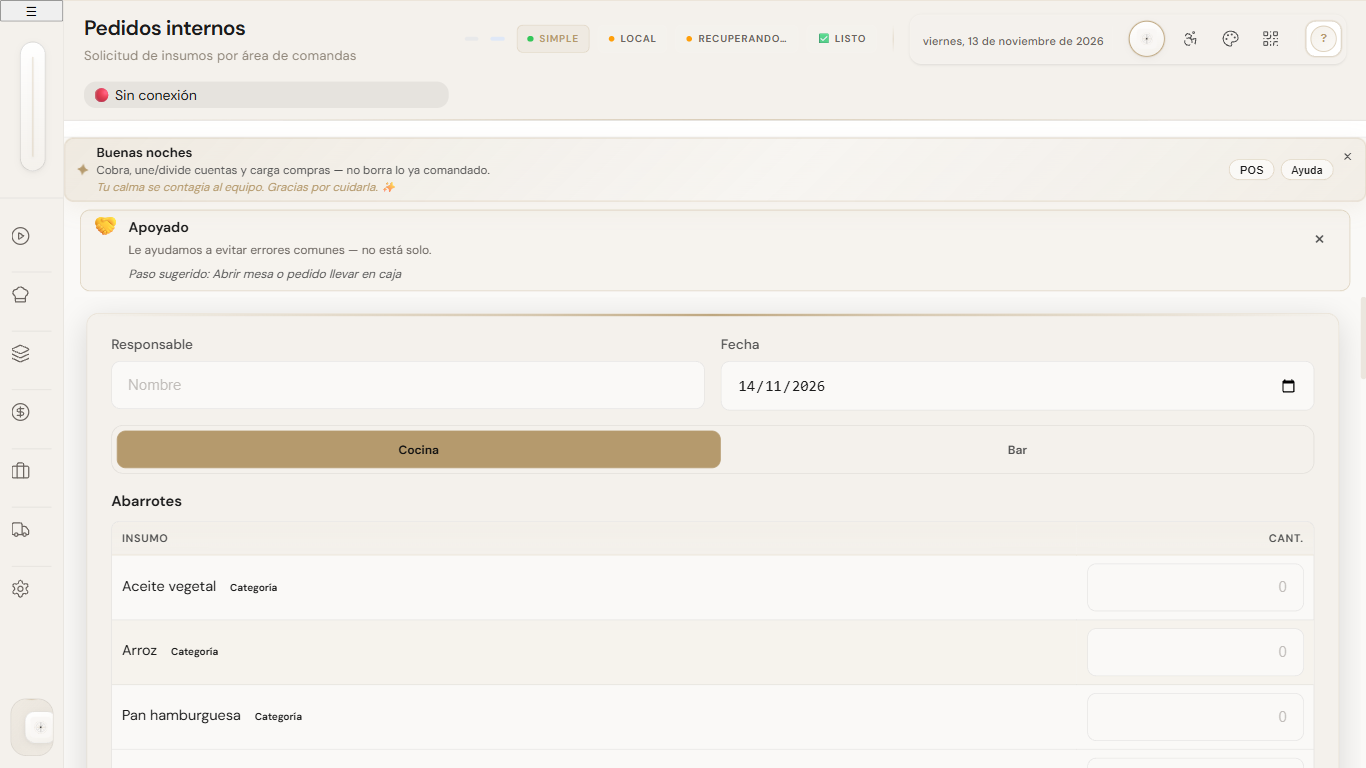 Pedidos internos
Solicitud de insumos por área de comandas
SIMPLE
LOCAL
RECUPERANDO…
LISTO
viernes, 13 de noviembre de 2026
?
Sin conexión
Buenas noches
Cobra, une/divide cuentas y carga compras — no borra lo ya comandado.
Tu calma se contagia al equipo. Gracias por cuidarla. ✨
POS
Ayuda
Apoyado
Le ayudamos a evitar errores comunes — no está solo.
Paso sugerido: Abrir mesa o pedido llevar en caja
Responsable
Fecha
Nombre
14/11/2026
Cocina
Bar
Abarrotes
INSUMO
CANT.
Aceite vegetal Categoría 0
Arroz Categoría 0
Pan hamburguesa Categoría 0